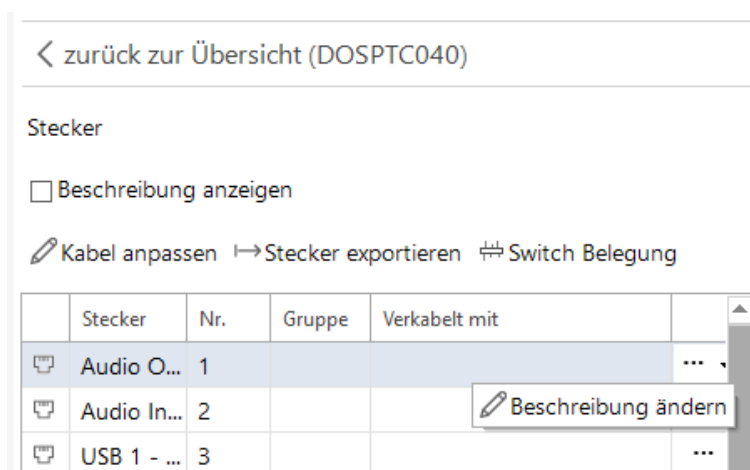 zurück zur Übersicht (DOSPTC040)
Stecker
Beschreibung anzeigen
Kabel anpassen Stecker exportieren Switch Belegung
Stecker Nr. Gruppe Verkabelt mit
Audio O... 1 ...
Audio In... 2
Beschreibung ändern
USB 1 - ... 3 ...